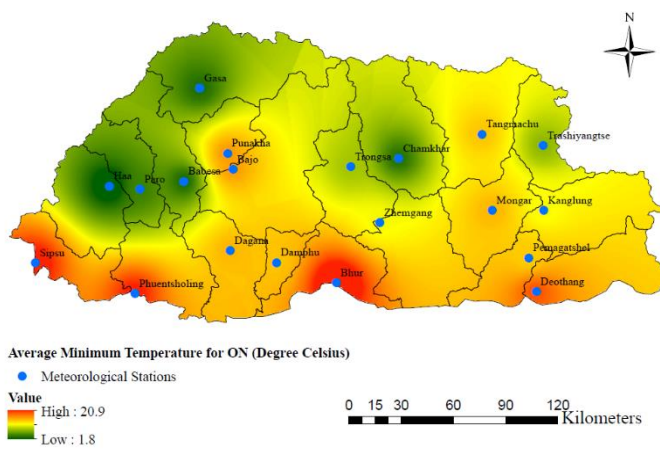 N
Gasa
Punakha
Bajo
Haa
Paro
Babesa
Trongsa
Chamkhar
Tangmachu
Trashiyangtse
Zhemgang
Mongar
Kanglung
Sipsu
Phuentsholing
Dagana
Damphu
Bhur
Pemagatshel
Deothang
Average Minimum Temperature for ON (Degree Celsius)
Meteorological Stations
Value
High : 20.9
Low : 1.8
0 15 30 60 90 120
Kilometers